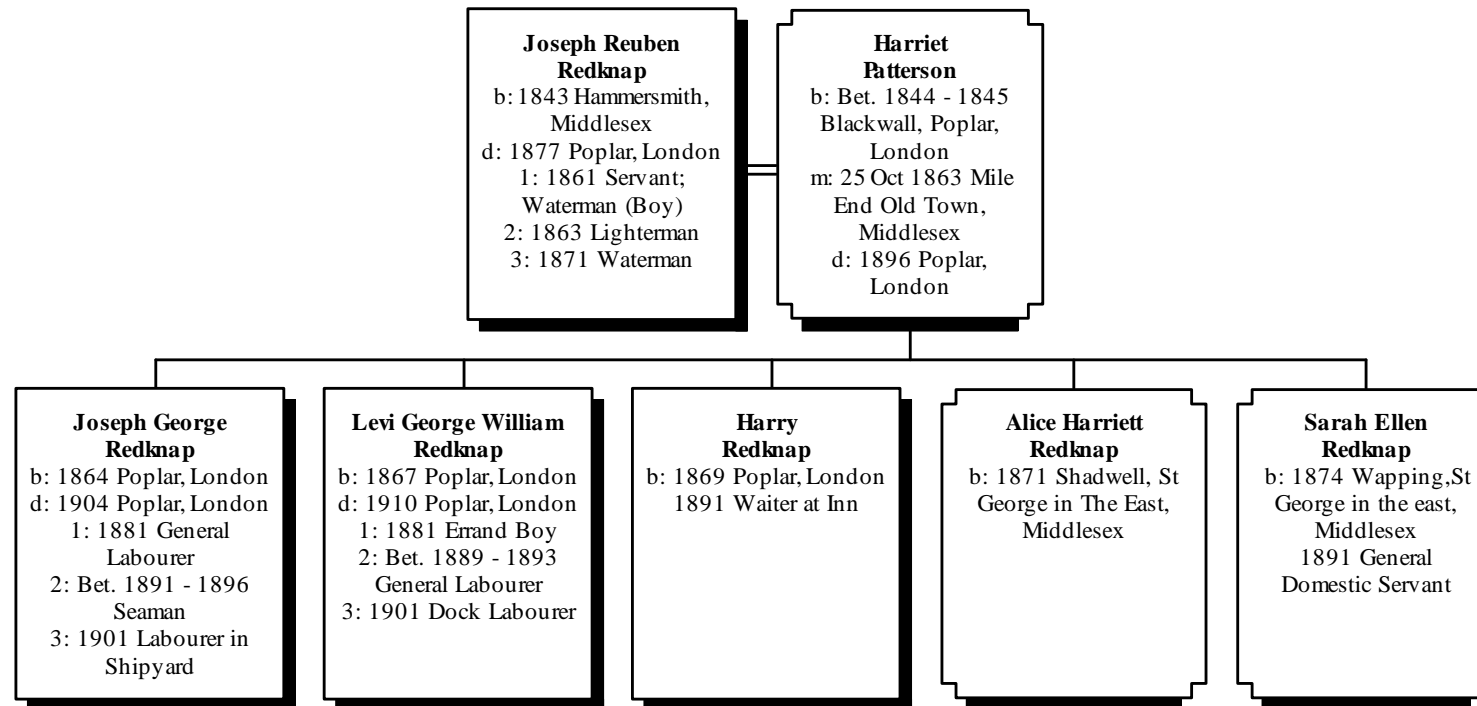 Joseph Reuben
Redknap
b: 1843 Hammersmith,
Middlesex
d: 1877 Poplar, London
1: 1861 Servant;
Waterman (Boy)
2: 1863 Lighterman
3: 1871 Waterman
Harriet
Patterson
b: Bet. 1844 - 1845
Blackwall, Poplar,
London
m: 25 Oct 1863 Mile
End Old Town,
Middlesex
d: 1896 Poplar,
London
Joseph George
Redknap
b: 1864 Poplar, London
d: 1904 Poplar, London
1: 1881 General
Labourer
2: Bet. 1891 - 1896
Seaman
3: 1901 Labourer in
Shipyard
Levi George William
Redknap
b: 1867 Poplar, London
d: 1910 Poplar, London
1: 1881 Errand Boy
2: Bet. 1889 - 1893
General Labourer
3: 1901 Dock Labourer
Harry
Redknap
b: 1869 Poplar, London
1891 Waiter at Inn
Alice Harriett
Redknap
b: 1871 Shadwell, St
George in The East,
Middlesex
Sarah Ellen
Redknap
b: 1874 Wapping,St
George in the east,
Middlesex
1891 General
Domestic Servant